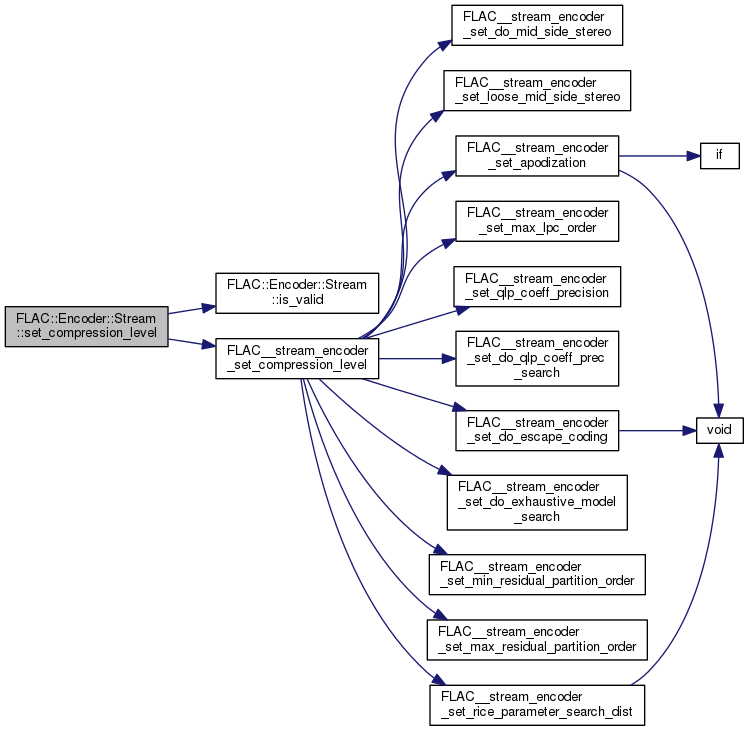 FLAC::Encoder::Stream
::set_compression_level
FLAC::Encoder::Stream
::is_valid
FLAC__stream_encoder
_set_compression_level
FLAC__stream_encoder
_set_do_mid_side_stereo
FLAC__stream_encoder
_set_loose_mid_side_stereo
FLAC__stream_encoder
_set_apodization
FLAC__stream_encoder
_set_max_lpc_order
FLAC__stream_encoder
_set_qlp_coeff_precision
FLAC__stream_encoder
_set_do_qlp_coeff_prec
_search
FLAC__stream_encoder
_set_do_escape_coding
FLAC__stream_encoder
_set_do_exhaustive_model
_search
FLAC__stream_encoder
_set_min_residual_partition_order
FLAC__stream_encoder
_set_max_residual_partition_order
FLAC__stream_encoder
_set_rice_parameter_search_dist
if
void